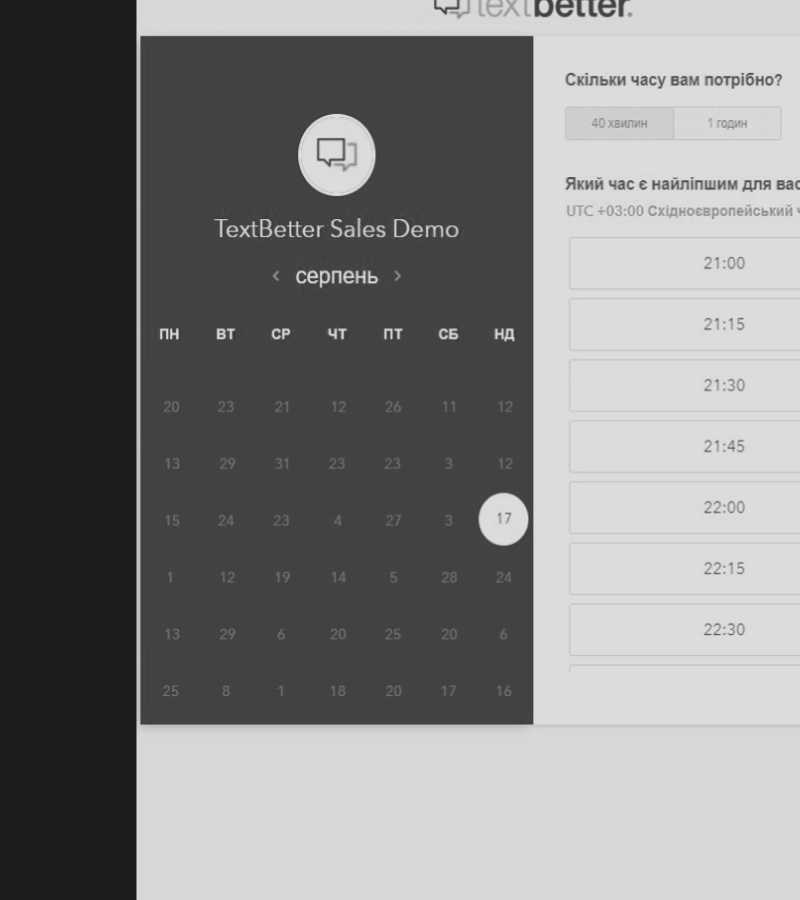 textbetter.
TextBetter Sales Demo
< серпень >
ПН ВТ СР ЧТ ПТ СБ НД
20 23 21 12 26 11 12
13 29 31 23 23 3 12
15 24 23 4 27 3 17
1 12 19 14 5 28 24
13 29 6 20 25 20 6
25 8 1 18 20 17 16
Скільки часу вам потрібно?
40 хвилин 1 годин
Який час є найліпшим для вас
UTC +03:00 Східноєвропейський
21:00
21:15
21:30
21:45
22:00
22:15
22:30